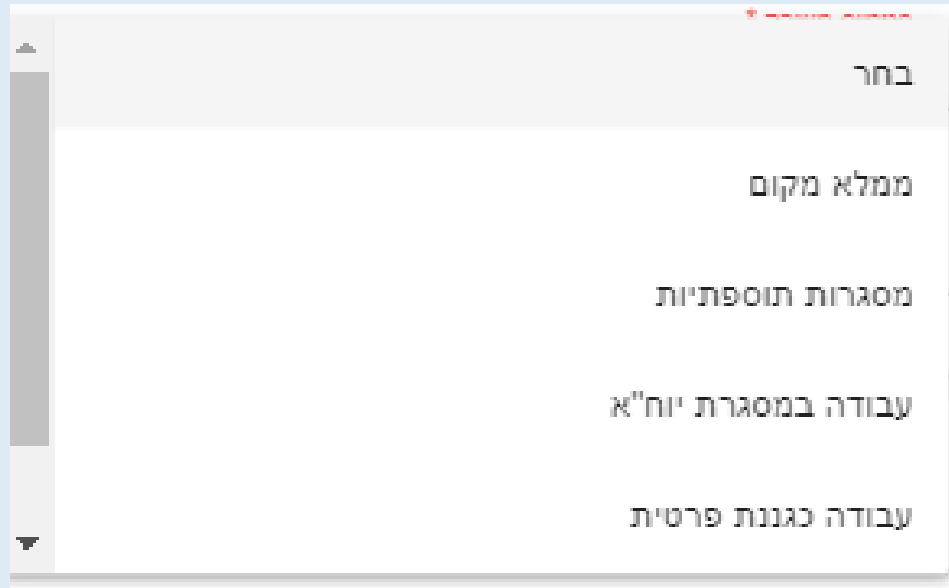 בחר
ממלא מקום
מסגרות תוספתיות
עבודה במסגרת יוח"א
עבודה כגננת פרטית